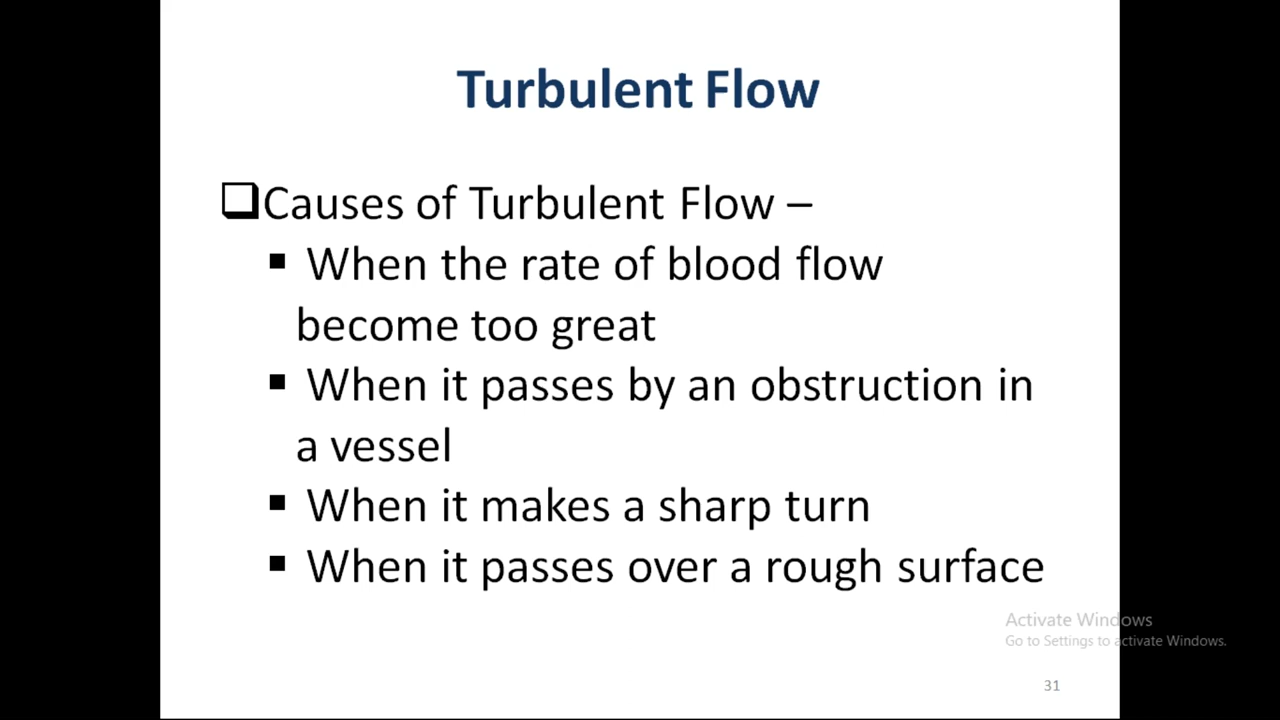 Turbulent Flow
❑Causes of Turbulent Flow –
▪ When the rate of blood flow
become too great
▪ When it passes by an obstruction in
a vessel
▪ When it makes a sharp turn
▪ When it passes over a rough surface
Activate Windows
Go to Settings to activate Windows.
31